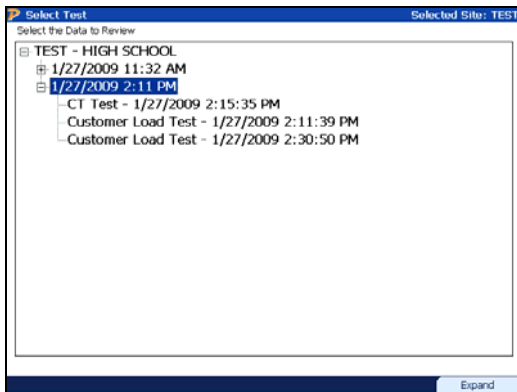 Select Test
Selected Site: TEST
Select the Data to Review
TEST - HIGH SCHOOL
1/27/2009 11:32 AM
1/27/2009 2:11 PM
CT Test - 1/27/2009 2:15:35 PM
Customer Load Test - 1/27/2009 2:11:39 PM
Customer Load Test - 1/27/2009 2:30:50 PM
Expand